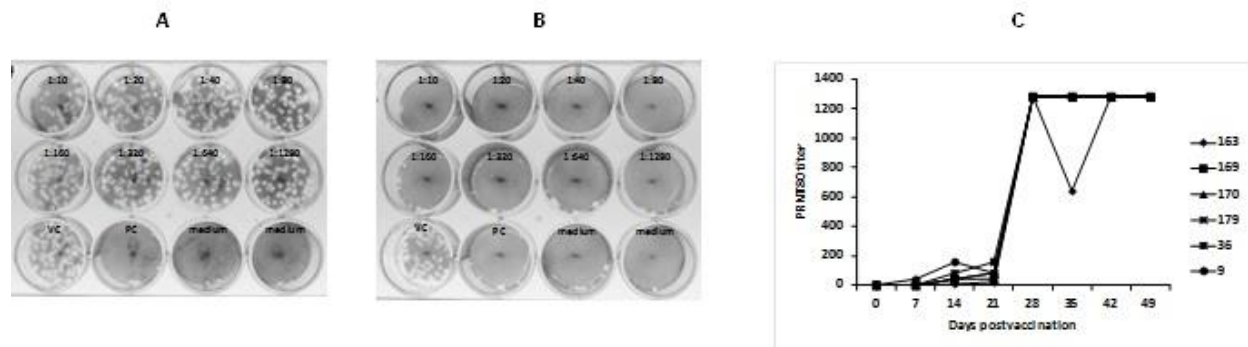 A B C
1:10 1:20 1:40 1:80
1:160 1:320 1:640 1:1280
VC PC medium medium
1:10 1:20 1:40 1:80
1:160 1:320 1:640 1:1280
VC PC medium medium
PRNT80 titer
1400
1200
1000
800
600
400
200
0
0 7 14 21 28 35 42 49
Days postvaccination
163
169
170
179
36
9